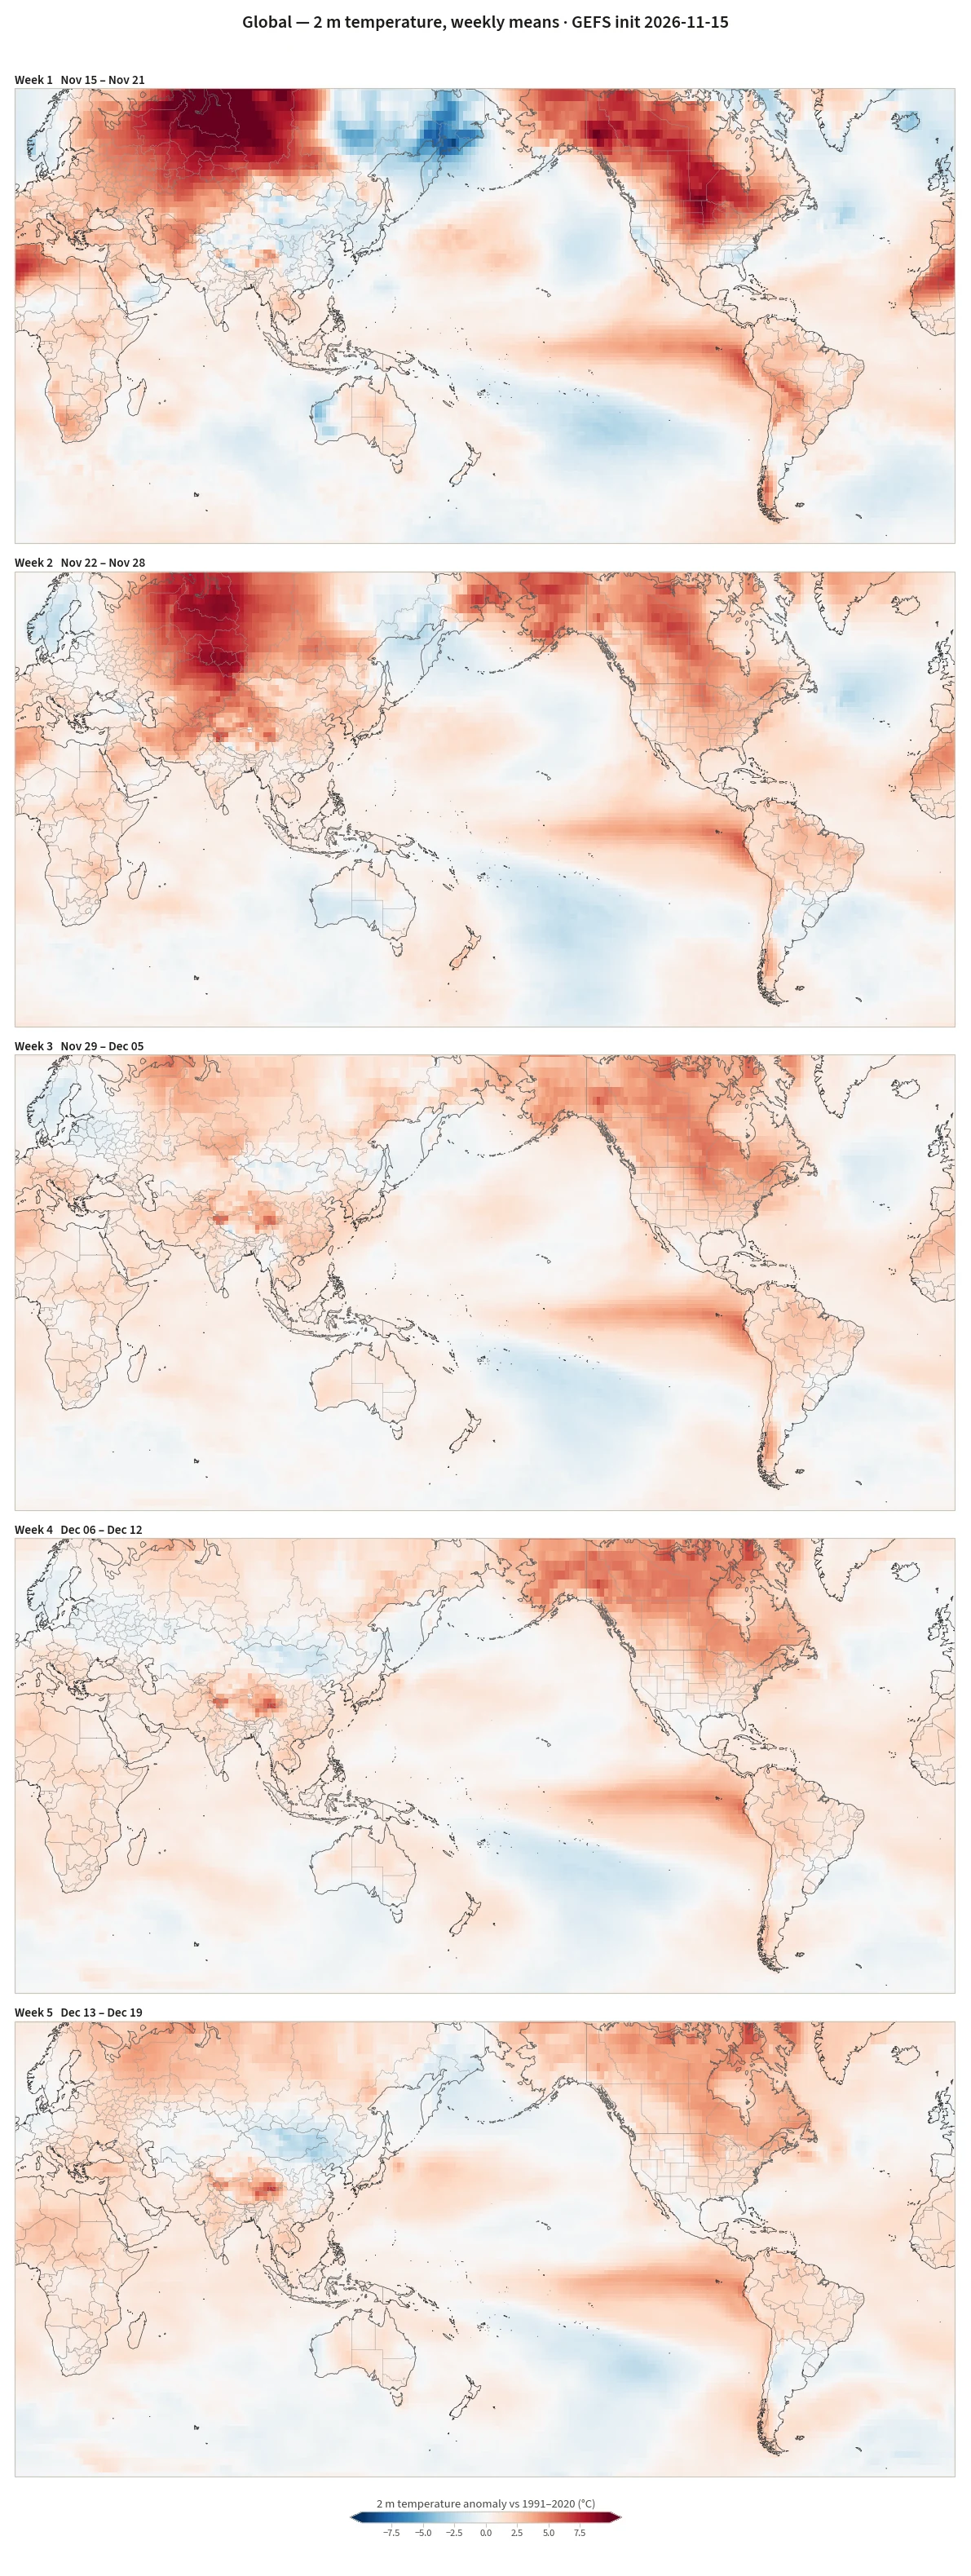 Global — 2 m temperature, weekly means · GEFS init 2026-11-15
Week 1 Nov 15 – Nov 21
Week 2 Nov 22 – Nov 28
Week 3 Nov 29 – Dec 05
Week 4 Dec 06 – Dec 12
Week 5 Dec 13 – Dec 19
2 m temperature anomaly vs 1991–2020 (°C)
−7.5 −5.0 −2.5 0.0 2.5 5.0 7.5